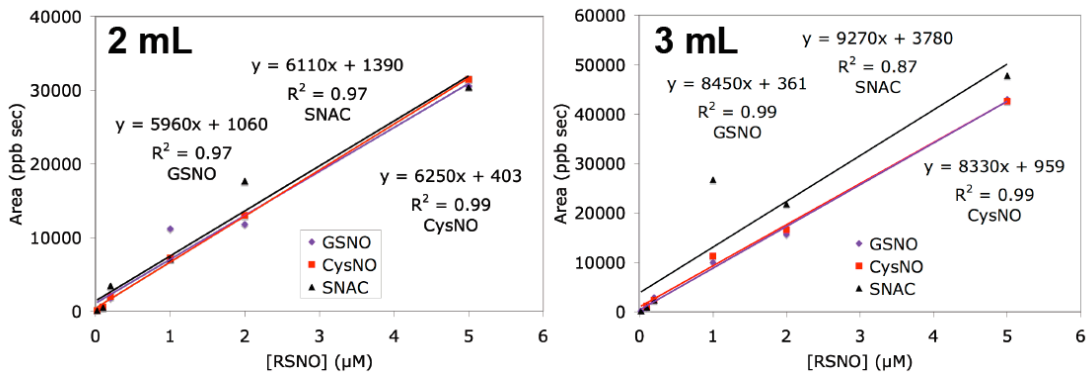 2 mL
y = 6110x + 1390
R² = 0.97
SNAC
y = 5960x + 1060
R² = 0.97
GSNO
y = 6250x + 403
R² = 0.99
CysNO
GSNO
CysNO
SNAC
Area (ppb sec)
40000
30000
20000
10000
0
0 1 2 3 4 5 6
[RSNO] (µM)
3 mL
y = 9270x + 3780
R² = 0.87
SNAC
y = 8450x + 361
R² = 0.99
GSNO
y = 8330x + 959
R² = 0.99
CysNO
GSNO
CysNO
SNAC
Area (ppb sec)
60000
50000
40000
30000
20000
10000
0
0 1 2 3 4 5 6
[RSNO] (µM)